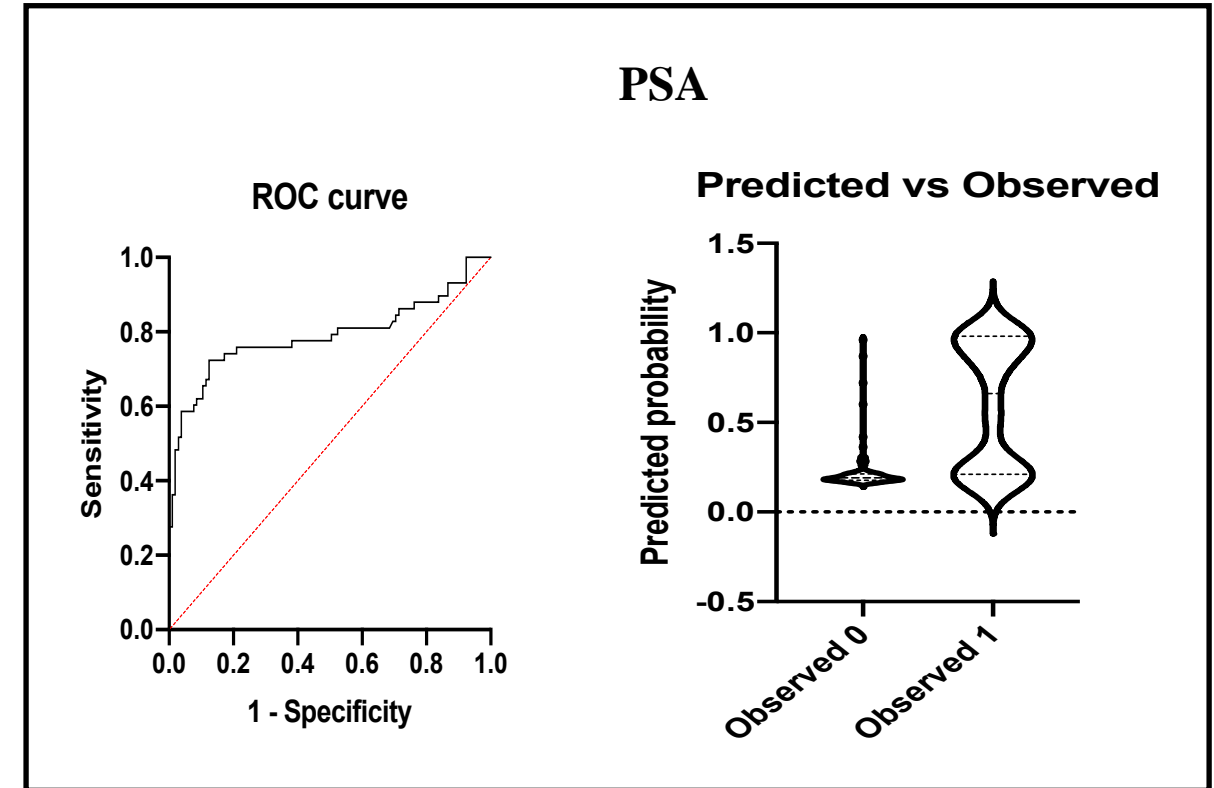 PSA
ROC curve
Sensitivity
1.0
0.8
0.6
0.4
0.2
0.0
0.0 0.2 0.4 0.6 0.8 1.0
1 - Specificity
Predicted vs Observed
Predicted probability
1.5
1.0
0.5
0.0
-0.5
Observed 0
Observed 1